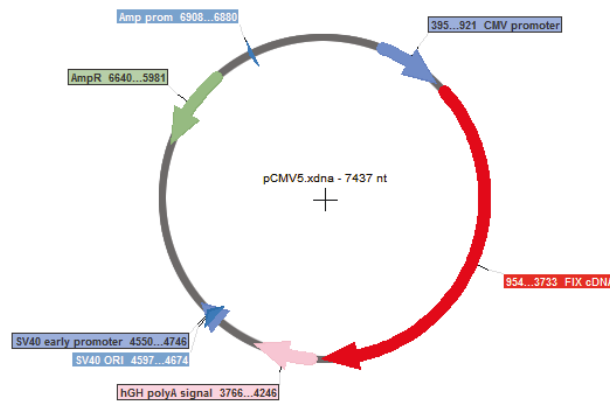 Amp prom 6908...6880
395...921 CMV promoter
AmpR 6640...5981
pCMV5.xdna - 7437 nt
954...3733 FIX cDNA
SV40 early promoter 4550...4746
SV40 ORI 4597...4674
hGH polyA signal 3766...4246